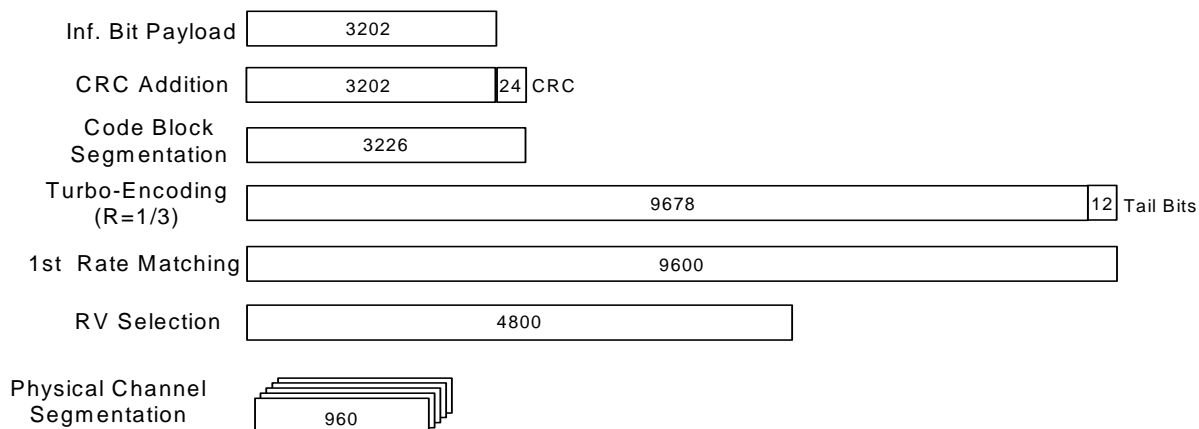 Inf. Bit Payload 3202
CRC Addition 3202 24 CRC
Code Block
Segmentation 3226
Turbo-Encoding
(R=1/3) 9678 12 Tail Bits
1st Rate Matching 9600
RV Selection 4800
Physical Channel
Segmentation 960